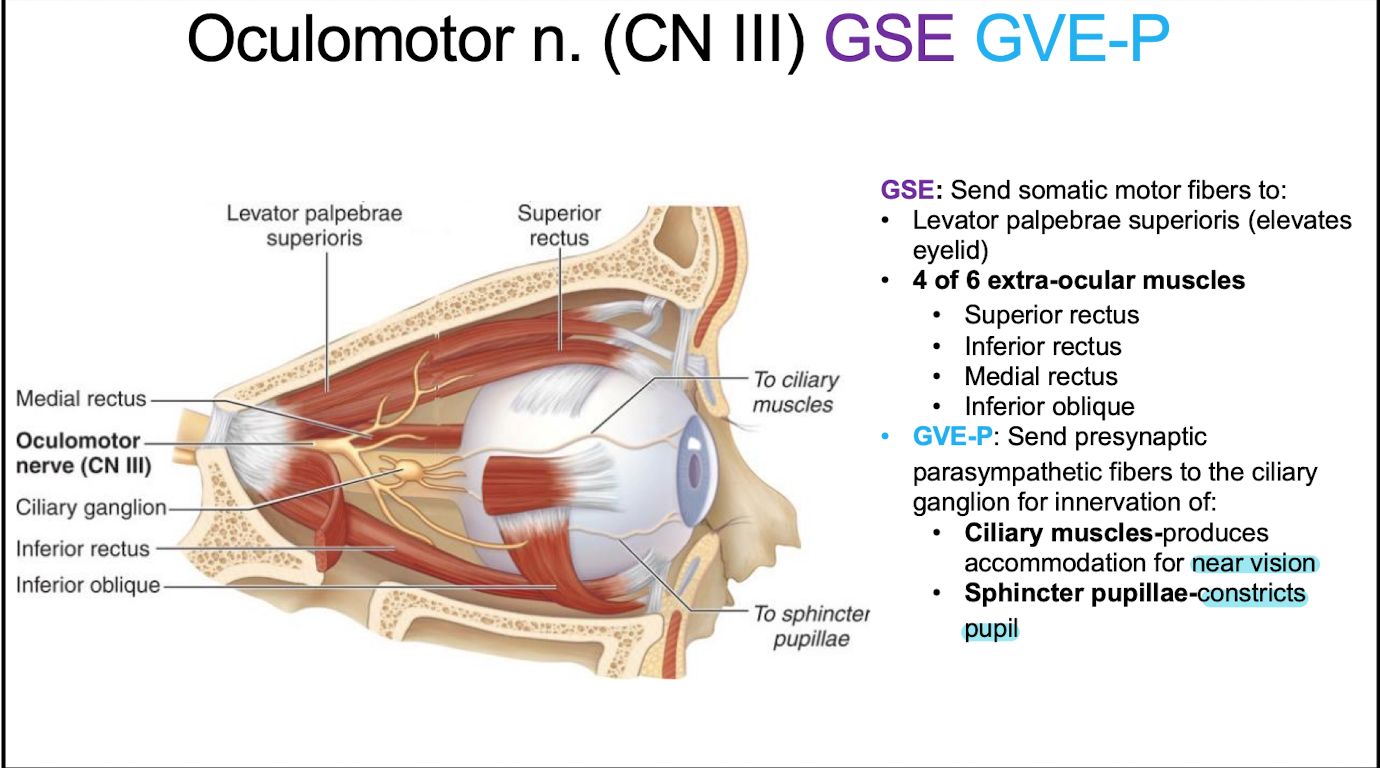 Oculomotor n. (CN III) GSE GVE-P
Levator palpebrae
superioris
Superior
rectus
Medial rectus
Oculomotor
nerve (CN III)
Ciliary ganglion
Inferior rectus
Inferior oblique
To ciliary
muscles
To sphincter
pupillae
GSE: Send somatic motor fibers to:
• Levator palpebrae superioris (elevates
eyelid)
• 4 of 6 extra-ocular muscles
• Superior rectus
• Inferior rectus
• Medial rectus
• Inferior oblique
• GVE-P: Send presynaptic
parasympathetic fibers to the ciliary
ganglion for innervation of:
• Ciliary muscles-produces
accommodation for near vision
• Sphincter pupillae-constricts
pupil